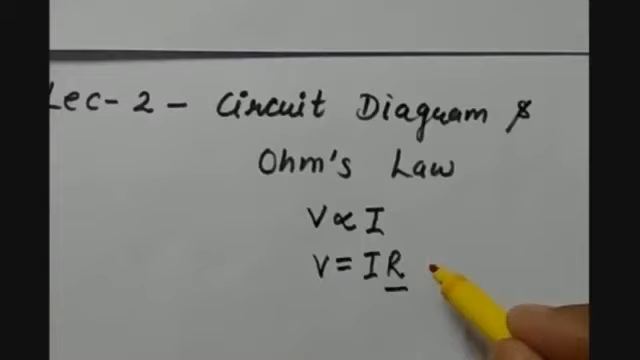 Lec-2 - Circuit Diagram &
Ohm's Law
V ∝ I
V = IR